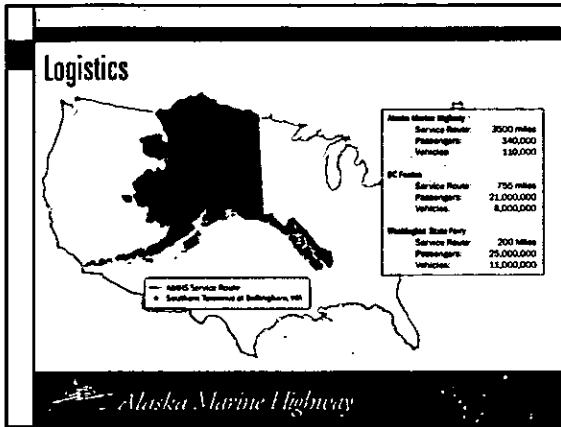 Logistics
Alaska Marine Highway
Service Route: 3500 miles
Passengers: 340,000
Vehicles: 110,000
BC Ferries
Service Route: 755 miles
Passengers: 21,000,000
Vehicles: 8,000,000
Washington State Ferry
Service Route: 200 Miles
Passengers: 25,000,000
Vehicles: 11,000,000
AMHS Service Route
Southern Terminus at Bellingham, WA
Alaska Marine Highway